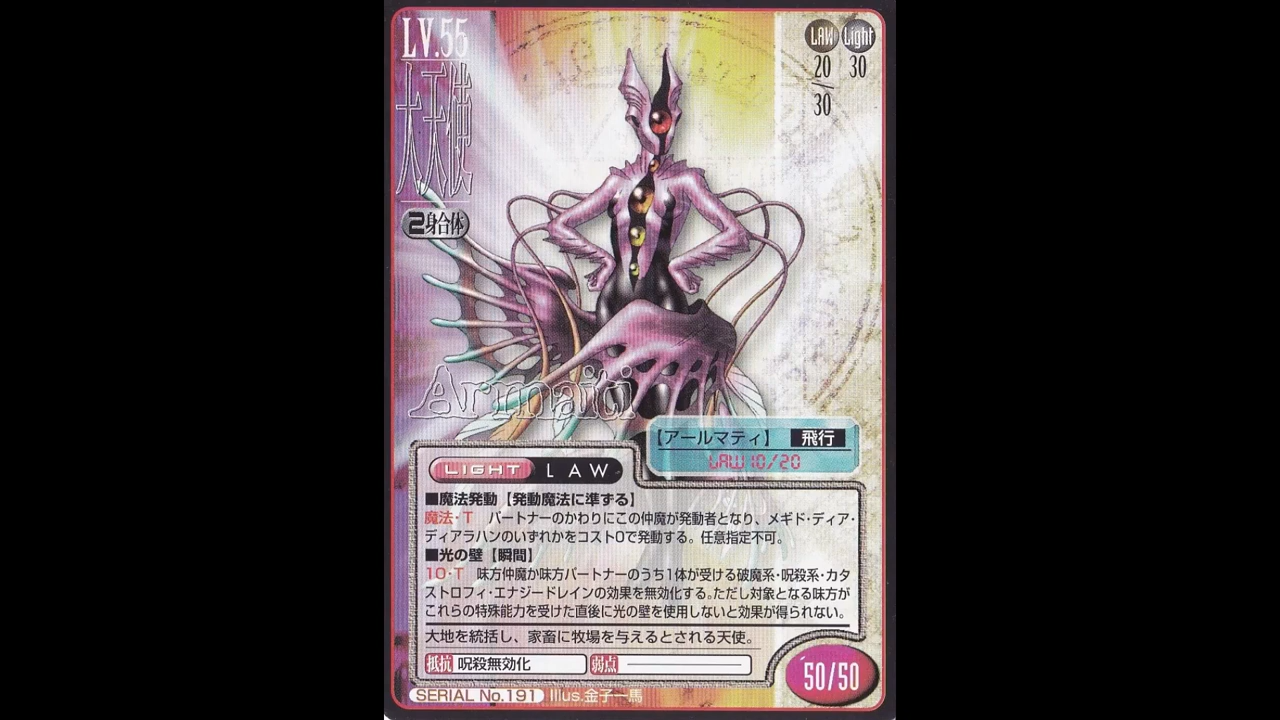 LV.55
LAW Light
20/30 30
大天使
2身合体
Armaiti
【アールマティ】 飛行
LAW 10/20
LIGHT LAW
■魔法発動【発動魔法に準ずる】
魔法・T パートナーのかわりにこの仲魔が発動者となり、メギド・ディア・
ディアラハンのいずれかをコスト0で発動する。任意指定不可。
■光の壁【瞬間】
10・T 味方仲魔か味方パートナーのうち1体が受ける破魔系・呪殺系・カタ
ストロフィ・エナジードレインの効果を無効化する。ただし対象となる味方が
これらの特殊能力を受けた直後に光の壁を使用しないと効果が得られない。
大地を統括し、家畜に牧場を与えるとされる天使。
抵抗 呪殺無効化 弱点 ―
50/50
SERIAL No.191 Illus.金子一馬